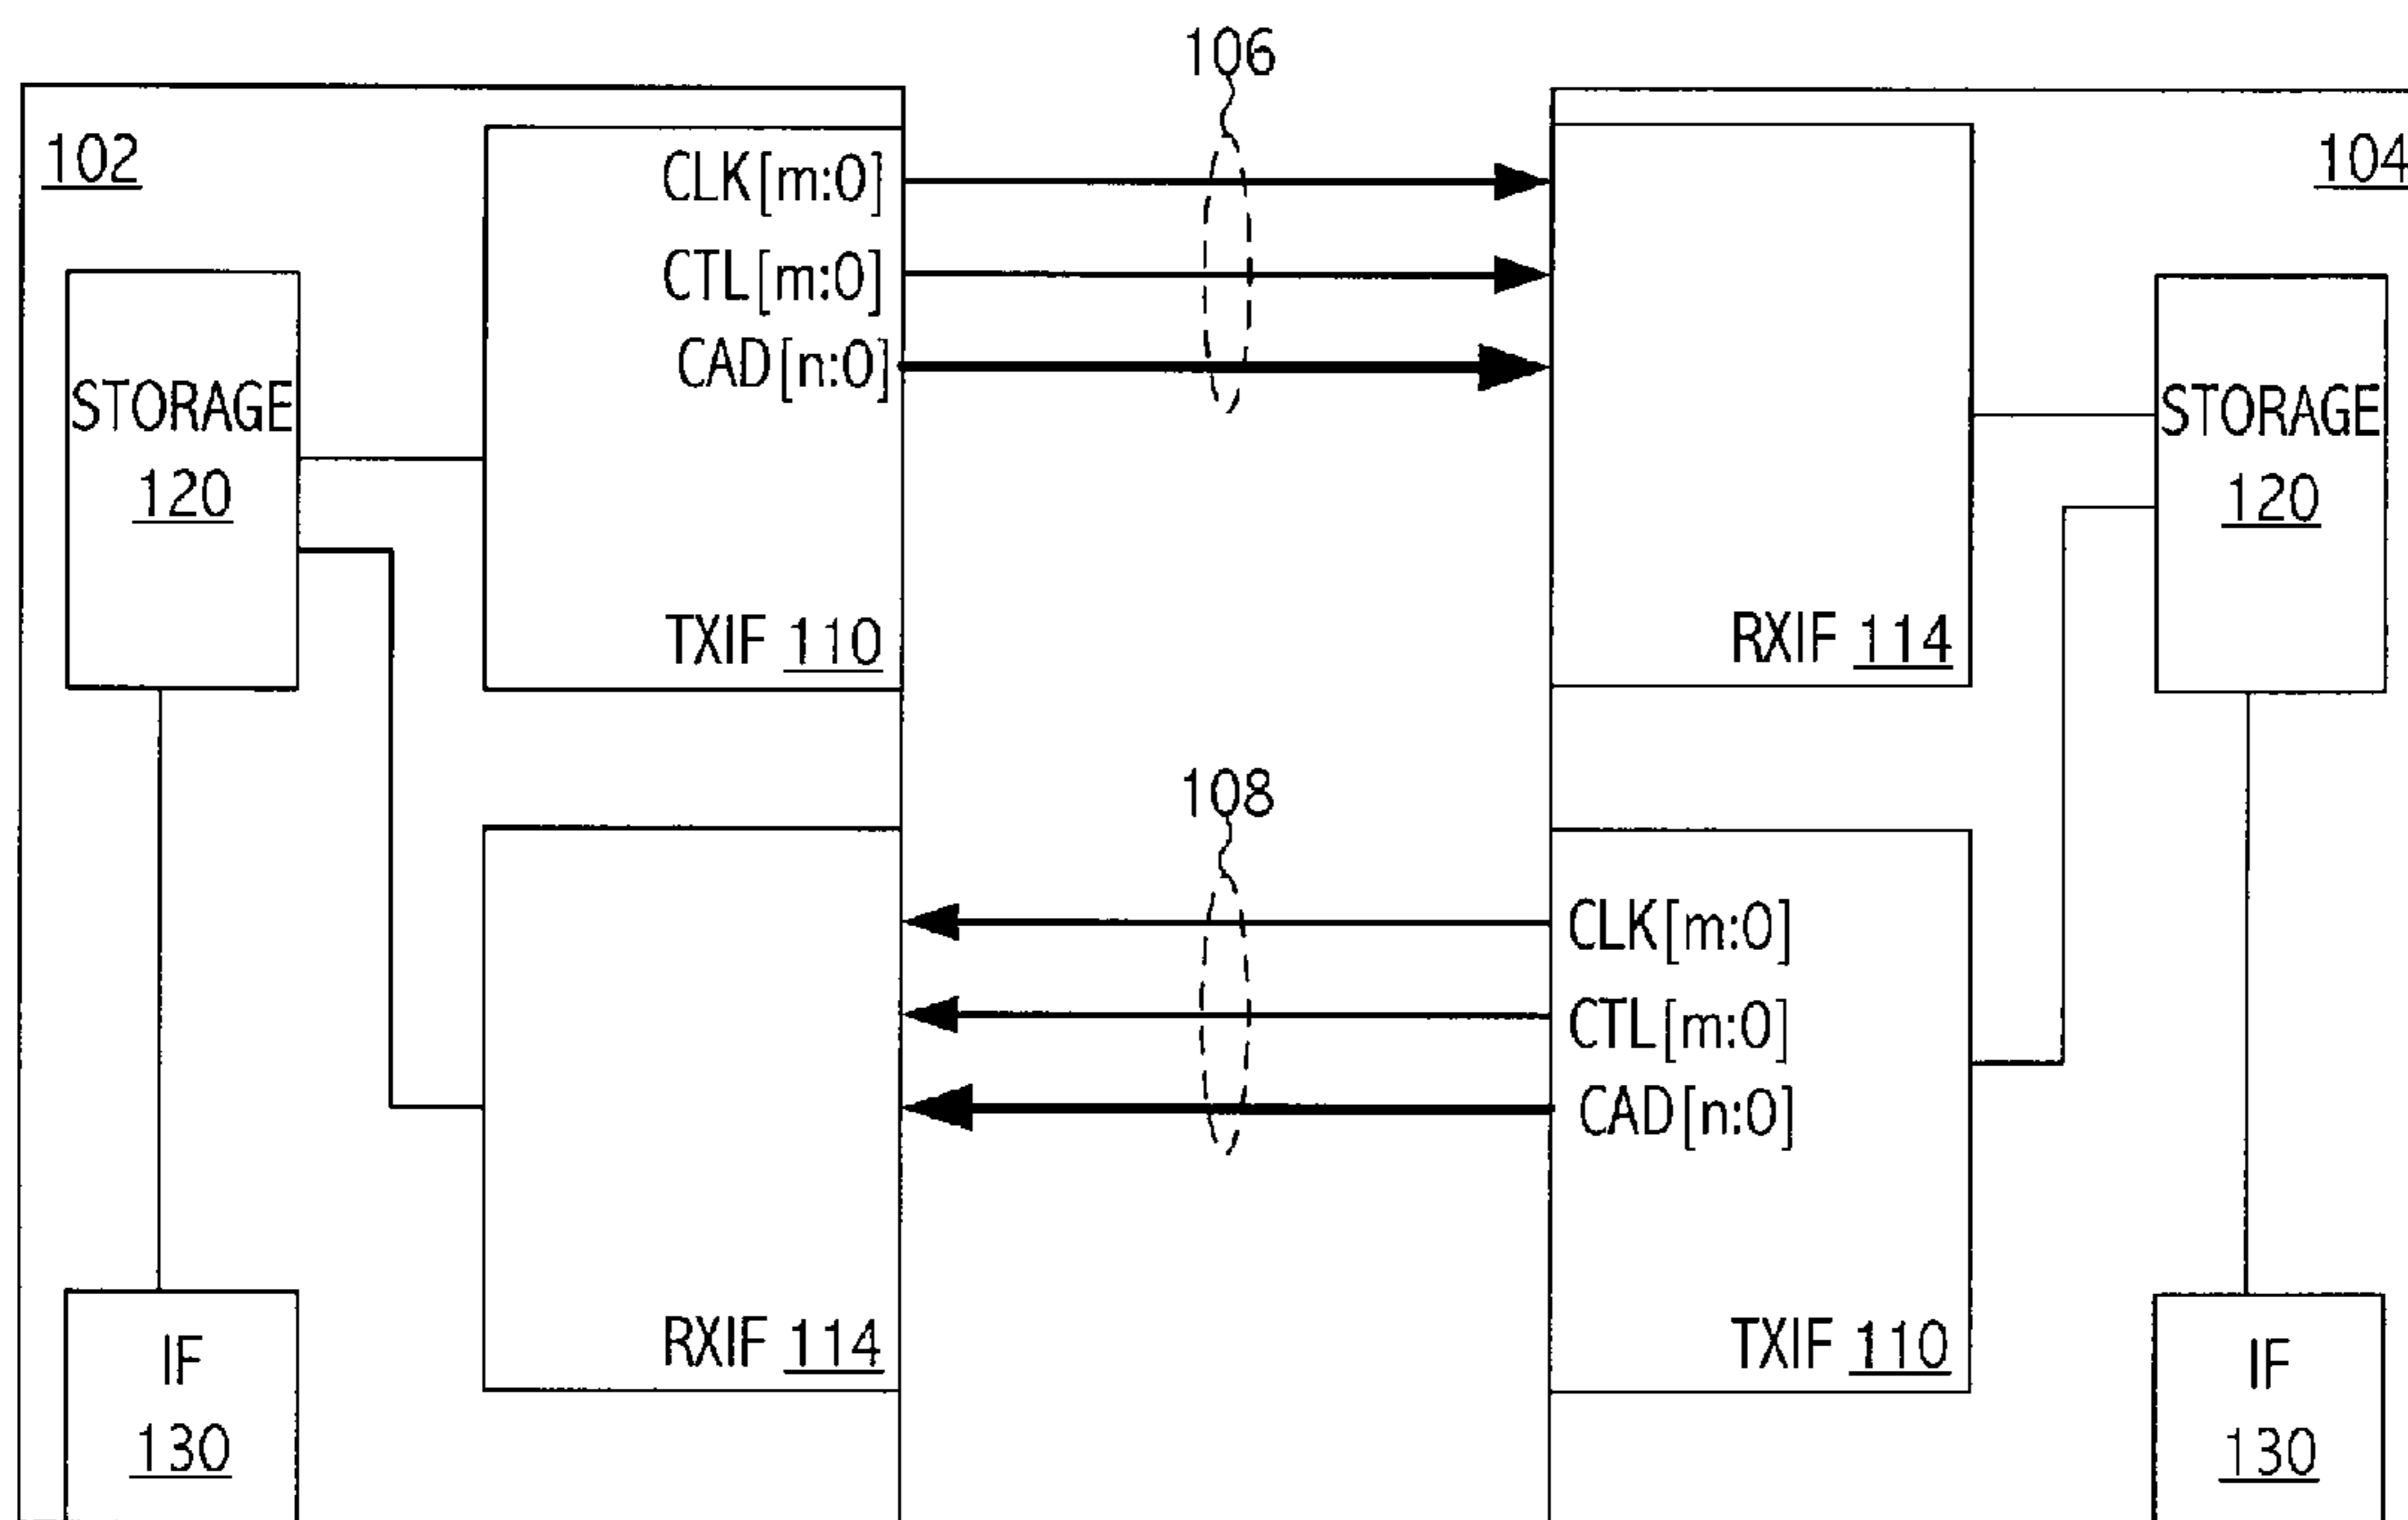 106
102
104
CLK[m:0]
CTL[m:0]
CAD[n:0]
STORAGE
120
TXIF 110
RXIF 114
STORAGE
120
108
CLK[m:0]
CTL[m:0]
CAD[n:0]
RXIF 114
TXIF 110
IF
130
IF
130